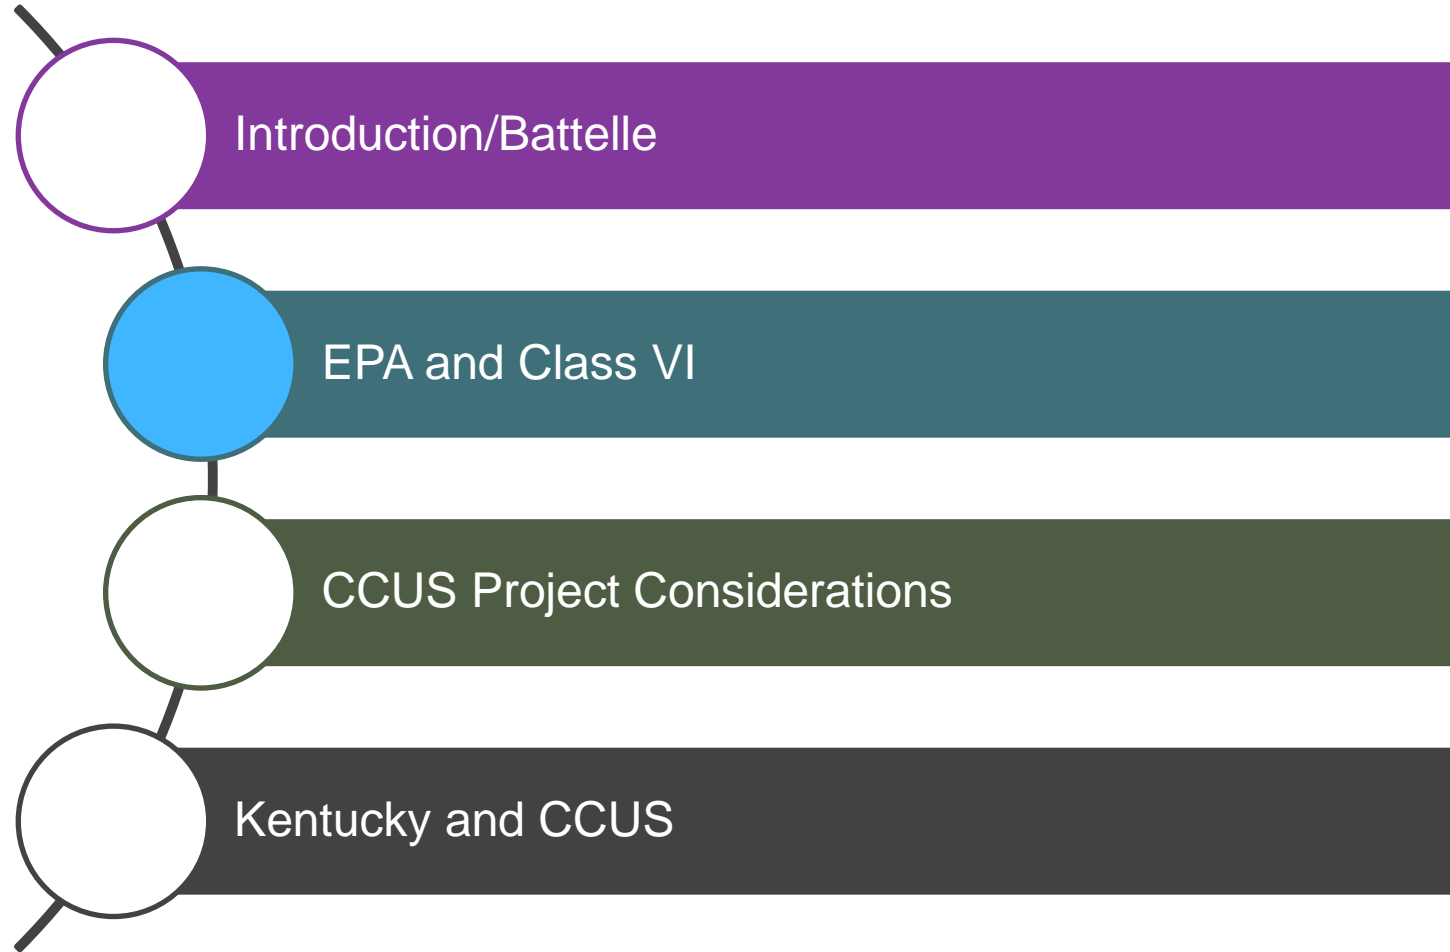 Introduction/Battelle
EPA and Class VI
CCUS Project Considerations
Kentucky and CCUS